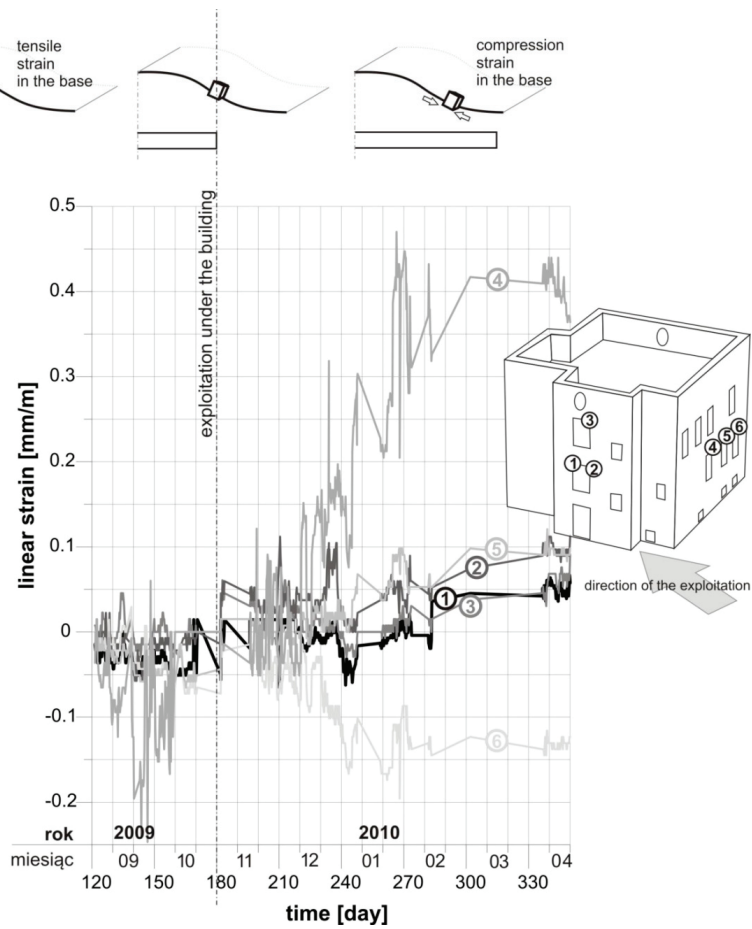 tensile
strain
in the base
compression
strain
in the base
exploitation under the building
linear strain [mm/m]
0.5
0.4
0.3
0.2
0.1
0
-0.1
-0.2
4
5
2
1
3
6
3
1 2
4 5 6
direction of the exploitation
rok 2009 2010
miesiąc 09 10 11 12 01 02 03 04
120 150 180 210 240 270 300 330
time [day]